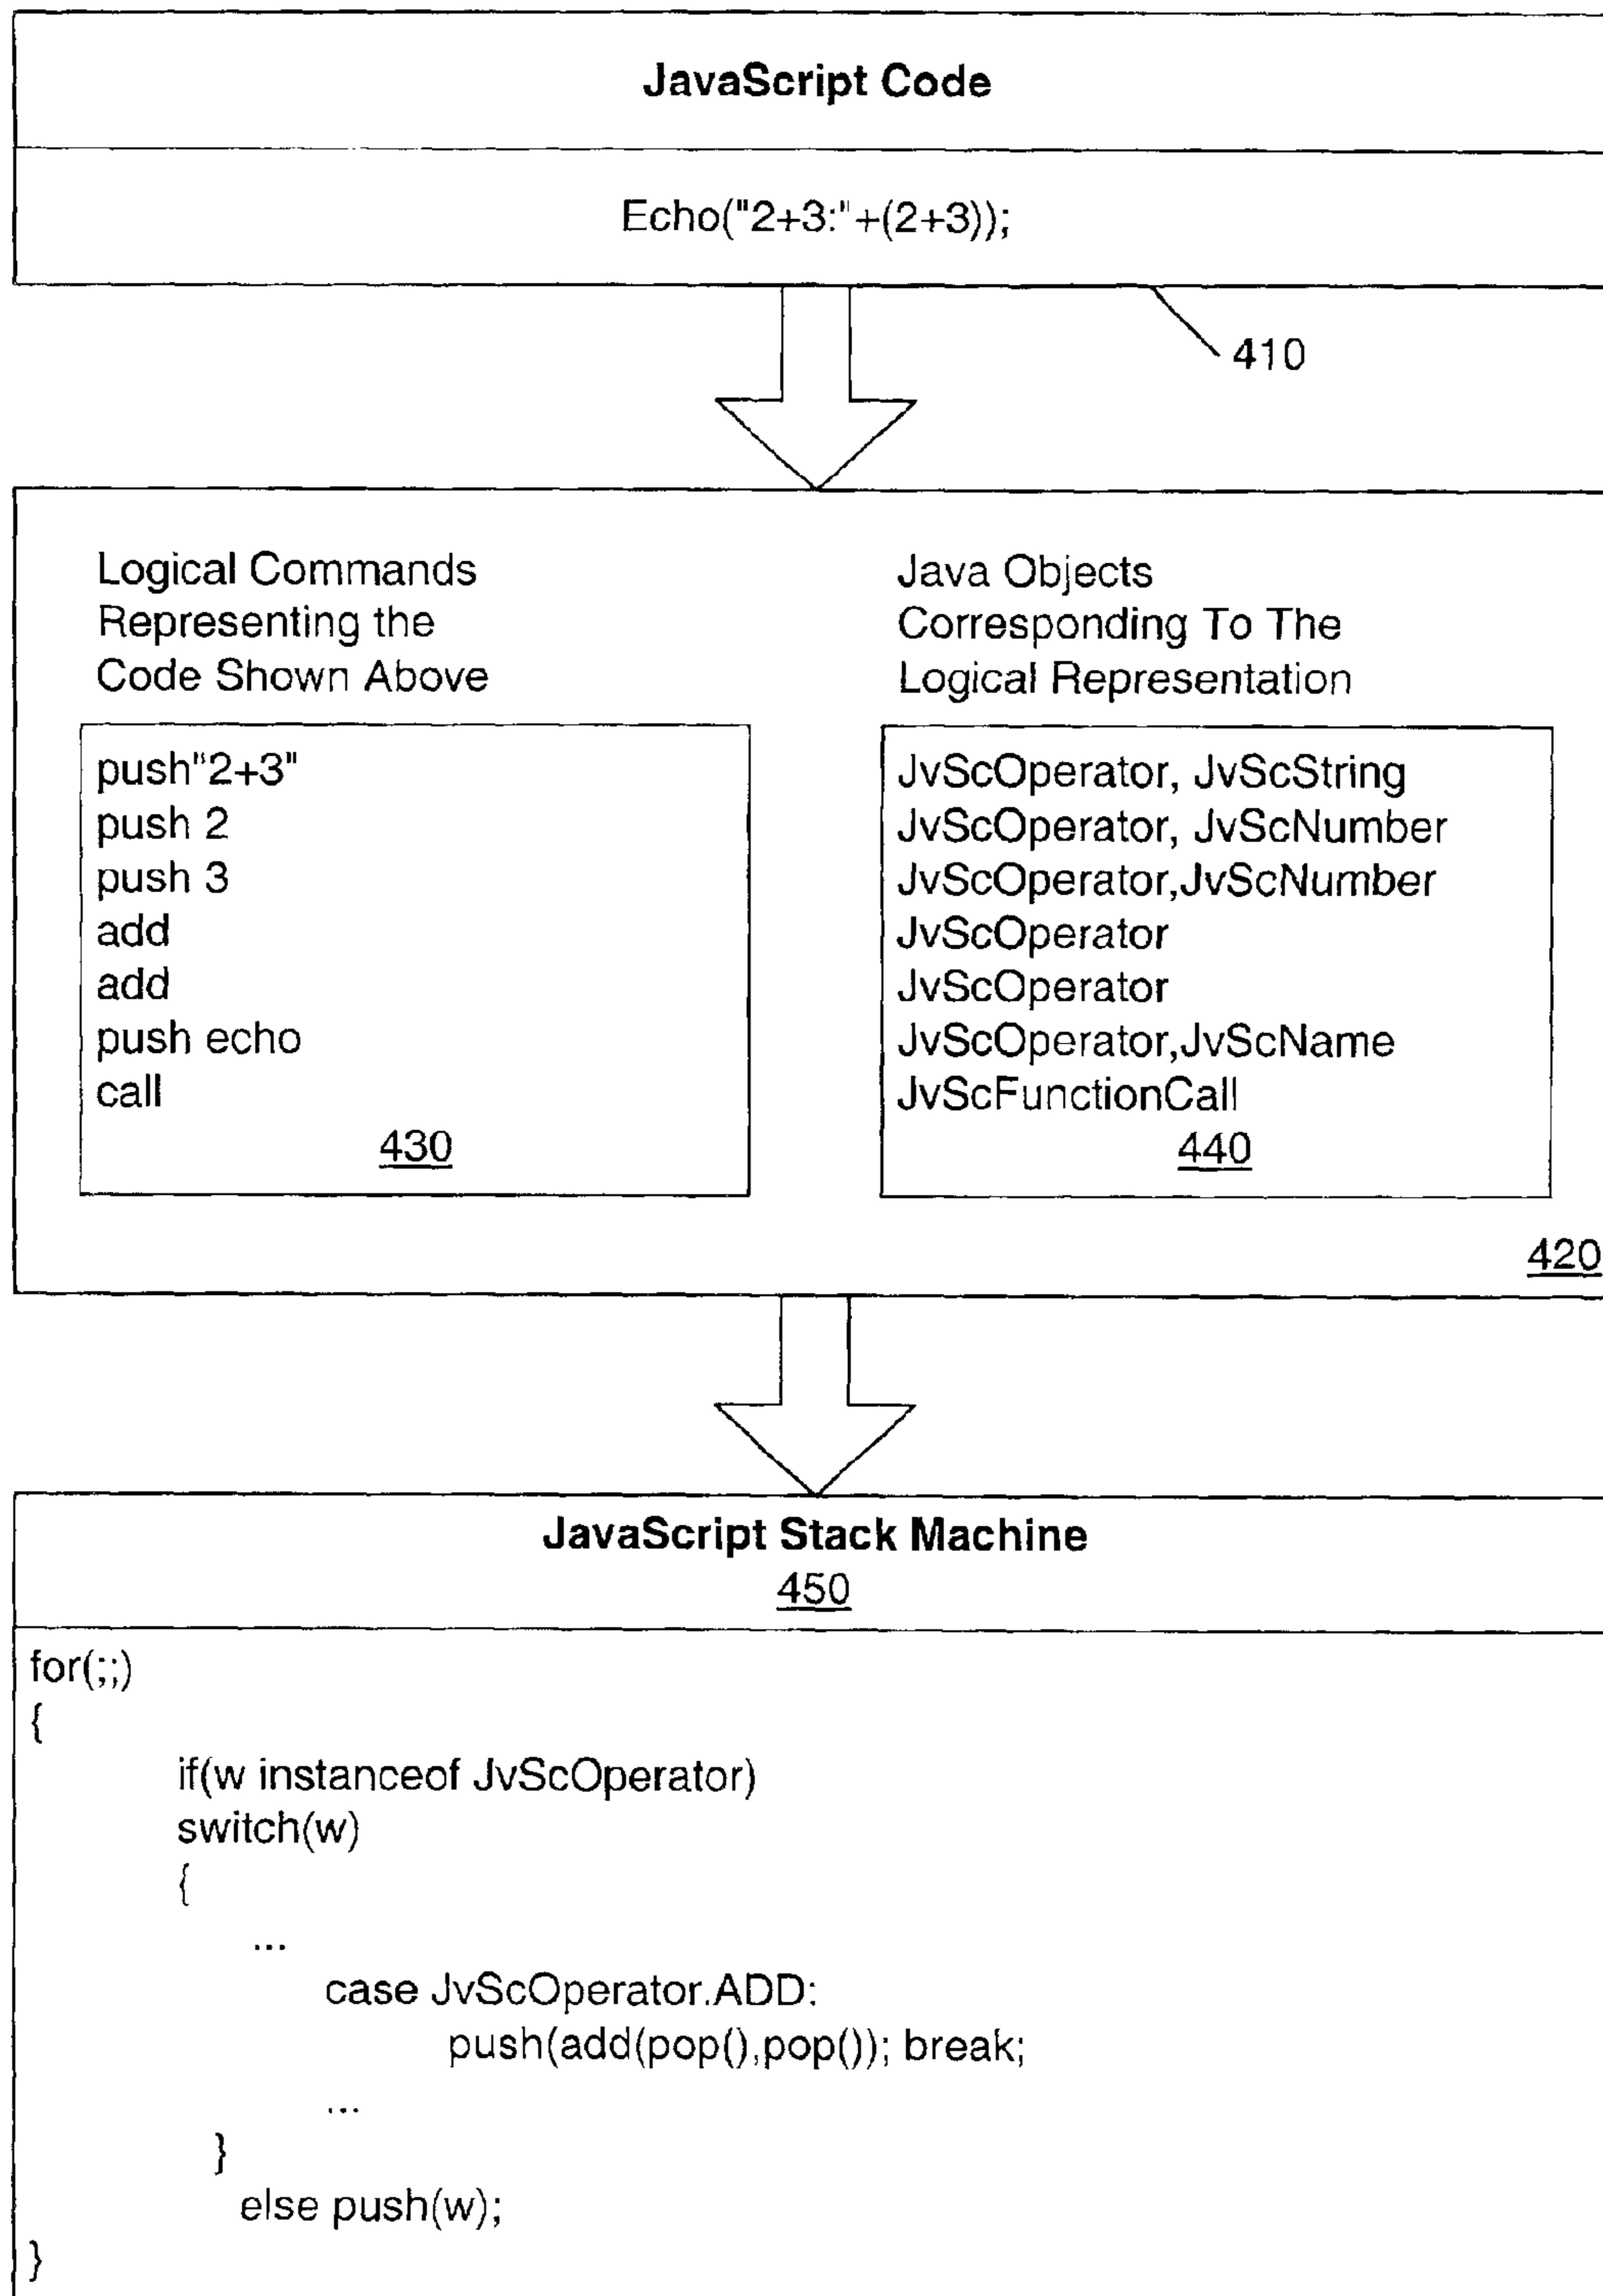 JavaScript Code
Echo("2+3:"+(2+3));
410
Logical Commands
Representing the
Code Shown Above
push"2+3"
push 2
push 3
add
add
push echo
call
430
Java Objects
Corresponding To The
Logical Representation
JvScOperator, JvScString
JvScOperator, JvScNumber
JvScOperator,JvScNumber
JvScOperator
JvScOperator
JvScOperator,JvScName
JvScFunctionCall
440
420
JavaScript Stack Machine
450
for(;;)
{
if(w instanceof JvScOperator)
switch(w)
{
...
case JvScOperator.ADD:
push(add(pop(),pop()); break;
...
}
else push(w);
}